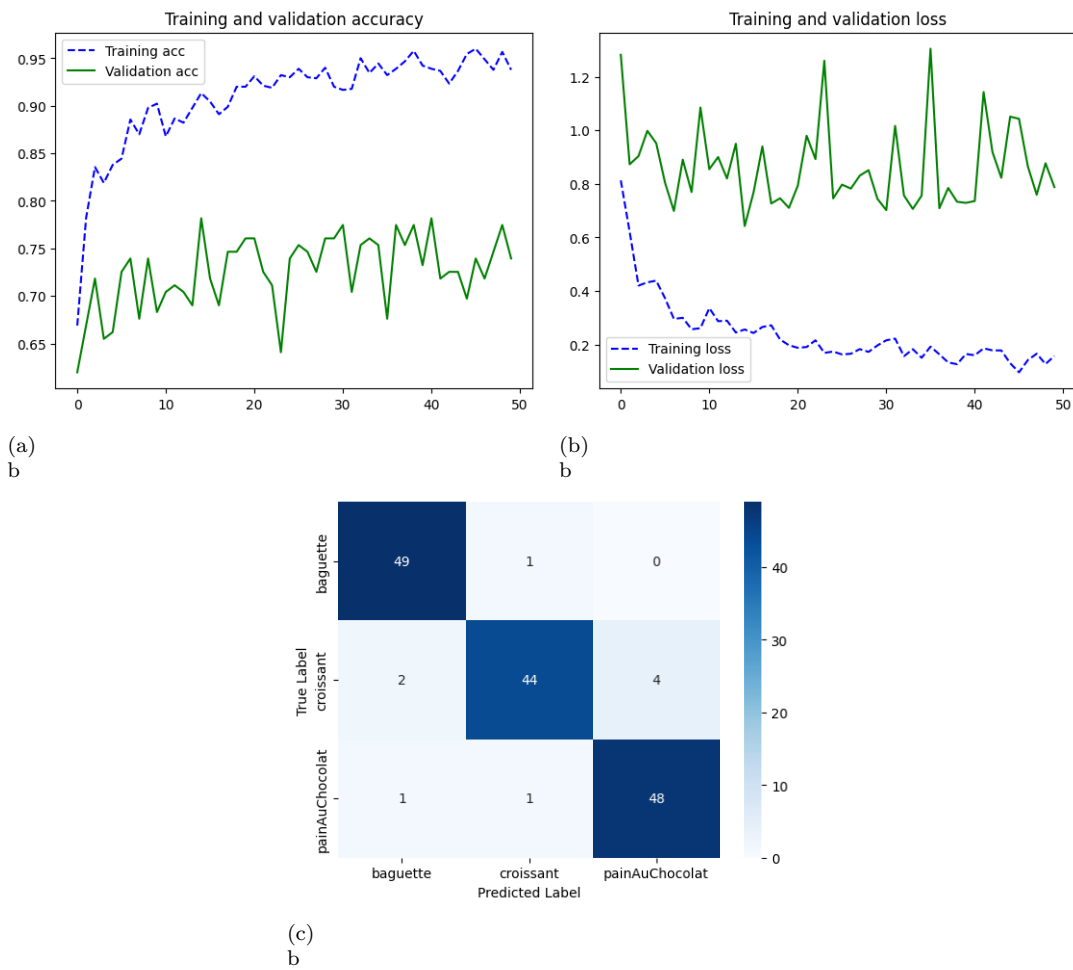 Training and validation accuracy
Training acc
Validation acc
0.95
0.90
0.85
0.80
0.75
0.70
0.65
0 10 20 30 40 50
(a)
b
Training and validation loss
1.2
1.0
0.8
0.6
0.4
0.2
Training loss
Validation loss
0 10 20 30 40 50
(b)
b
True Label
baguette
croissant
painAuChocolat
49 1 0
2 44 4
1 1 48
baguette croissant painAuChocolat
Predicted Label
40
30
20
10
0
(c)
b